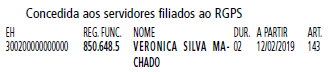 Concedida aos servidores filiados ao RGPS
EH REG. FUNC. NOME DUR. A PARTIR ART.
300200000000000 850.648.5 VERONICA SILVA MA- 02 12/02/2019 143
CHADO